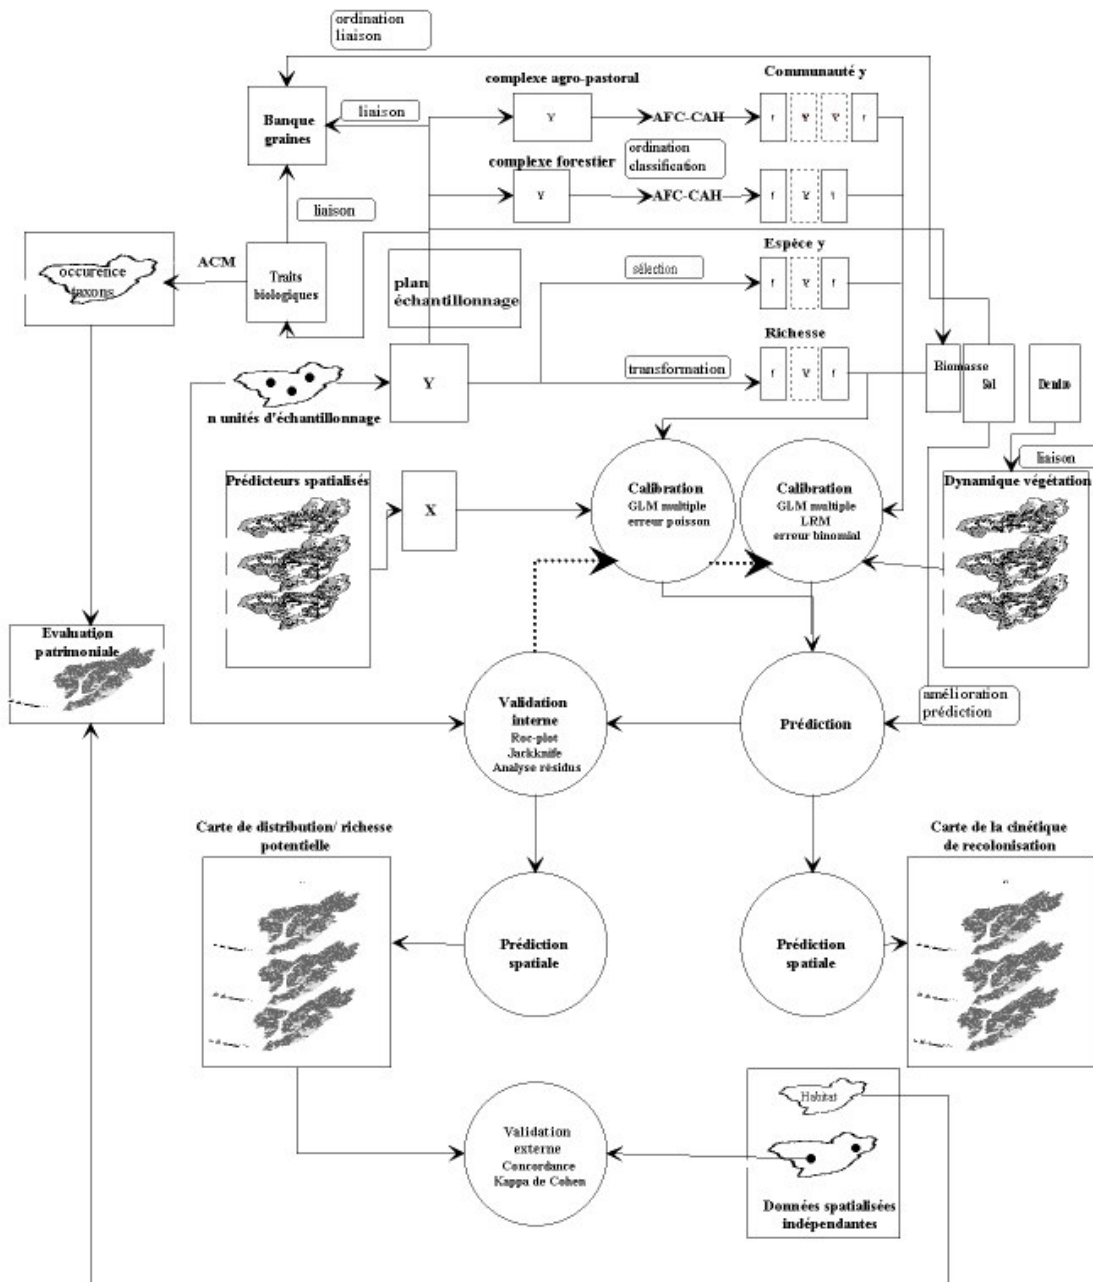 ordination
liaison
complexe agro-pastoral
Communauté y
Banque
graines
liaison
Y
AFC-CAH
r
Y
Y
r
complexe forestier
ordination
classification
Y
AFC-CAH
r
Y
r
liaison
Espèce y
occurence
taxons
ACM
Traits
biologiques
plan
échantillonnage
sélection
r
Y
r
Richesse
Y
transformation
r
Y
r
Biomasse
Sol
Dendro
n unités d'échantillonnage
liaison
Prédicteurs spatialisés
X
Calibration
GLM multiple
erreur poisson
Calibration
GLM multiple
LRM
erreur binomial
Dynamique végétation
Evaluation
patrimoniale
Validation
interne
Roc-plot
Jackknife
Analyse résidus
Prédiction
amélioration
prédiction
Carte de distribution/ richesse
potentielle
Carte de la cinétique
de recolonisation
Prédiction
spatiale
Prédiction
spatiale
Habitat
Validation
externe
Concordance
Kappa de Cohen
Données spatialisées
indépendantes